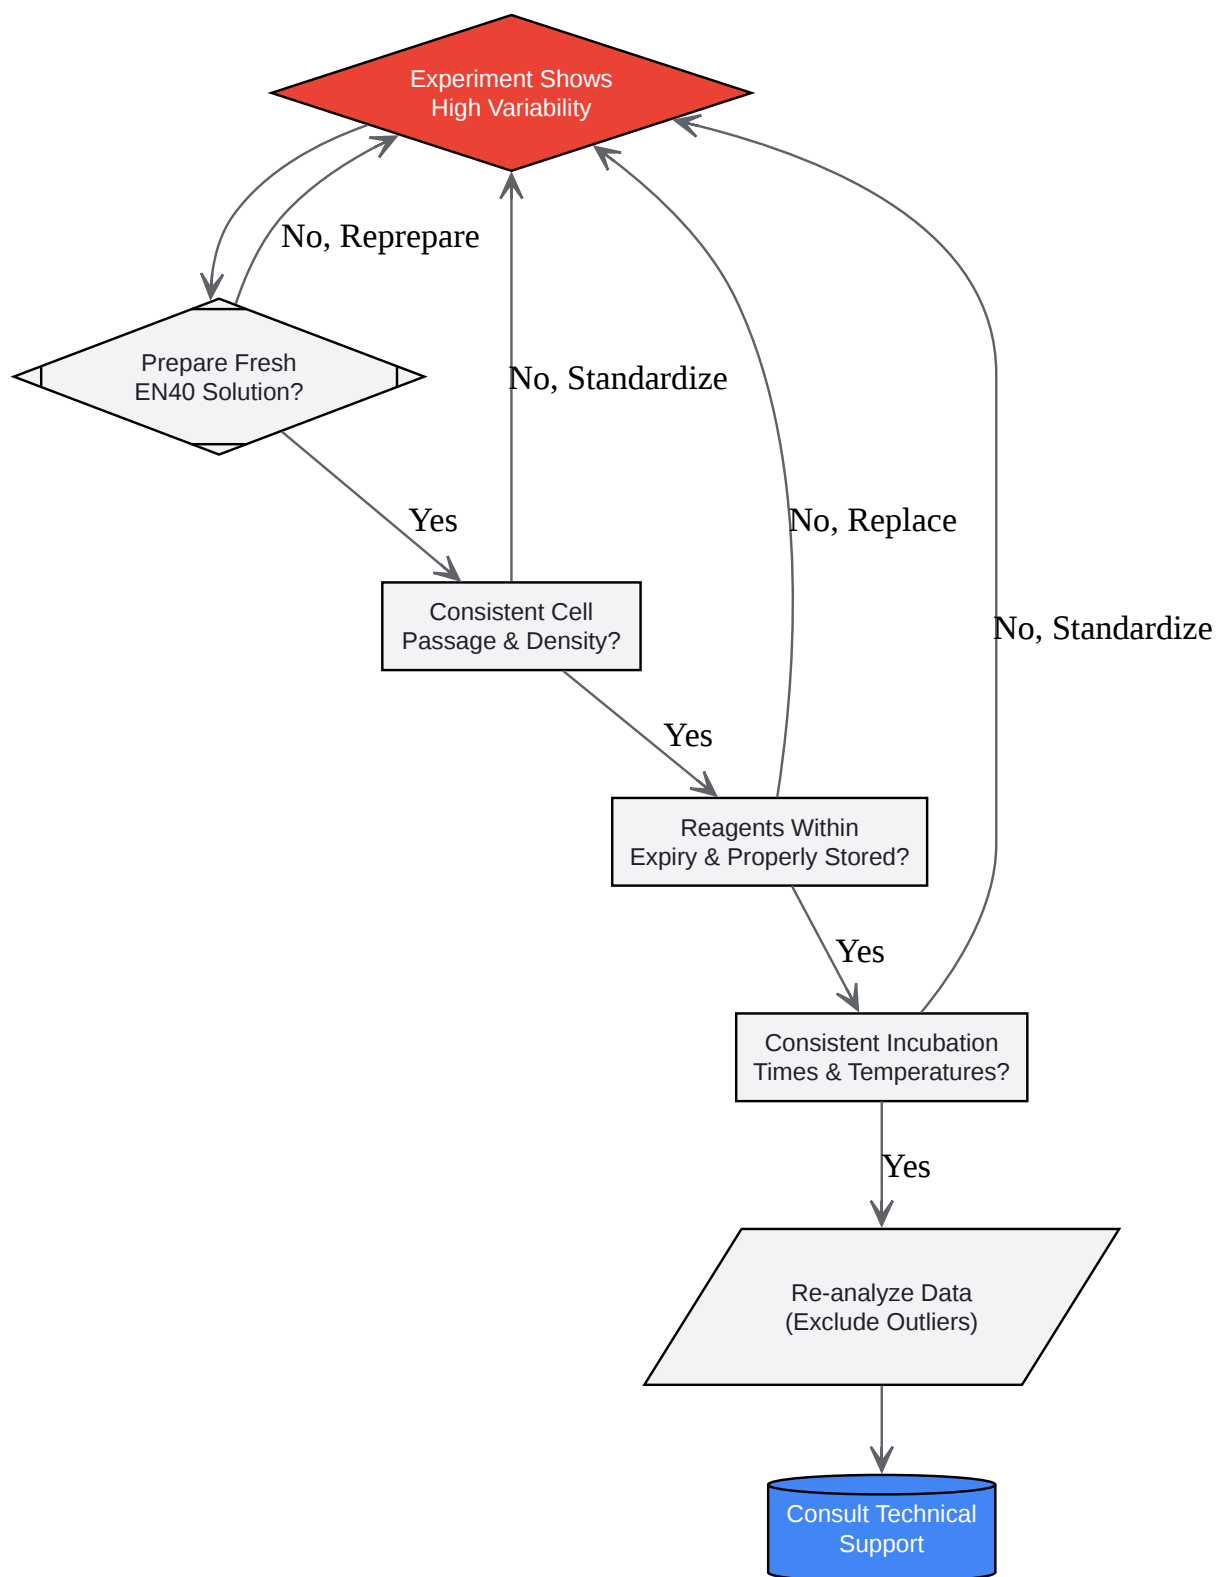 Experiment Shows
High Variability
No, Reprepare
Prepare Fresh
EN40 Solution?
No, Standardize
Yes
No, Replace
Consistent Cell
Passage & Density?
No, Standardize
Yes
Reagents Within
Expiry & Properly Stored?
Yes
Consistent Incubation
Times & Temperatures?
Yes
Re-analyze Data
(Exclude Outliers)
Consult Technical
Support